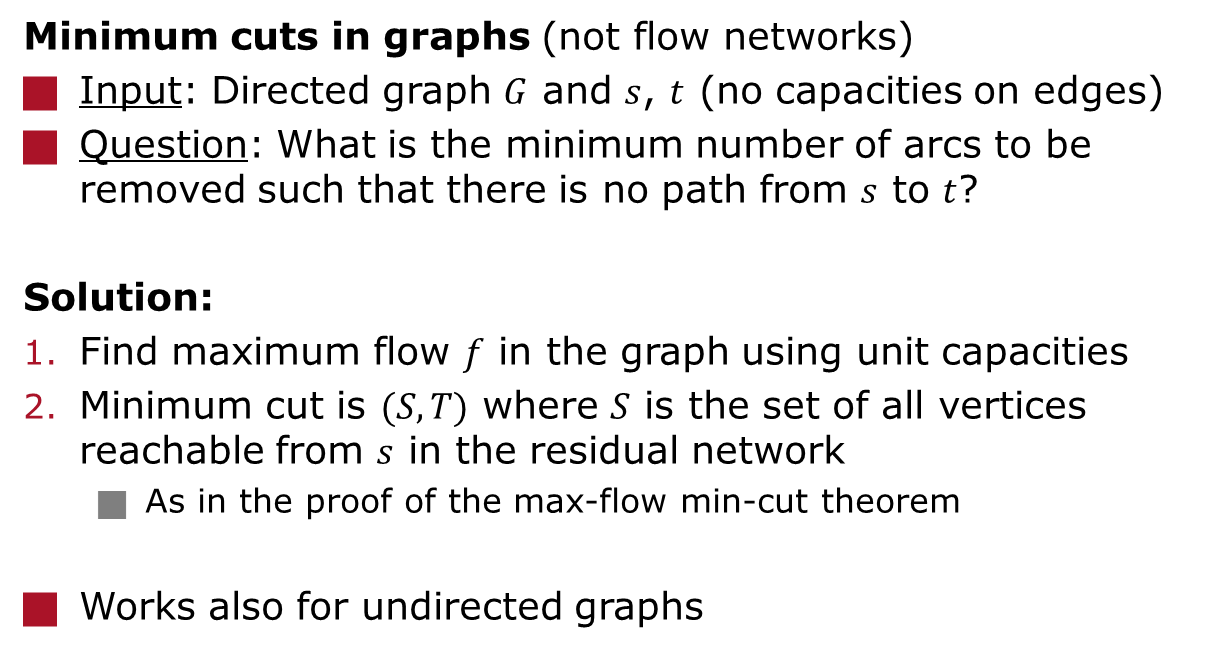 Minimum cuts in graphs (not flow networks)
Input: Directed graph G and s, t (no capacities on edges)
Question: What is the minimum number of arcs to be
removed such that there is no path from s to t?
Solution:
1. Find maximum flow f in the graph using unit capacities
2. Minimum cut is (S,T) where S is the set of all vertices
reachable from s in the residual network
As in the proof of the max-flow min-cut theorem
Works also for undirected graphs